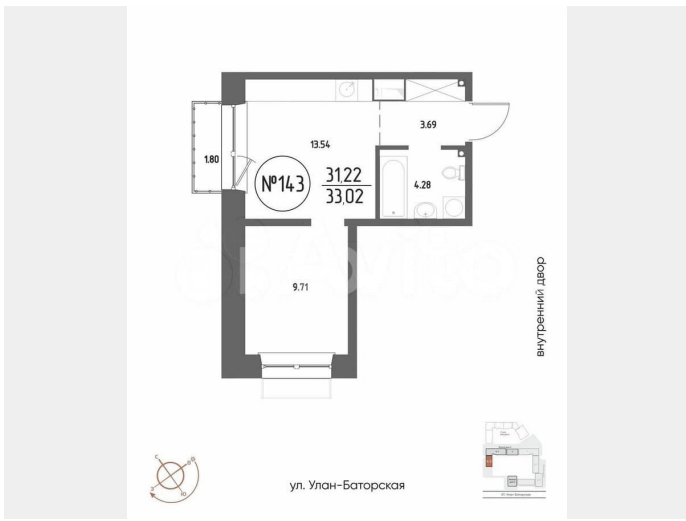 13.54
3.69
1.80
№143
31,22
33,02
4.28
Avito
9.71
внутренний двор
С
В
З
Ю
ул. Улан-Баторская